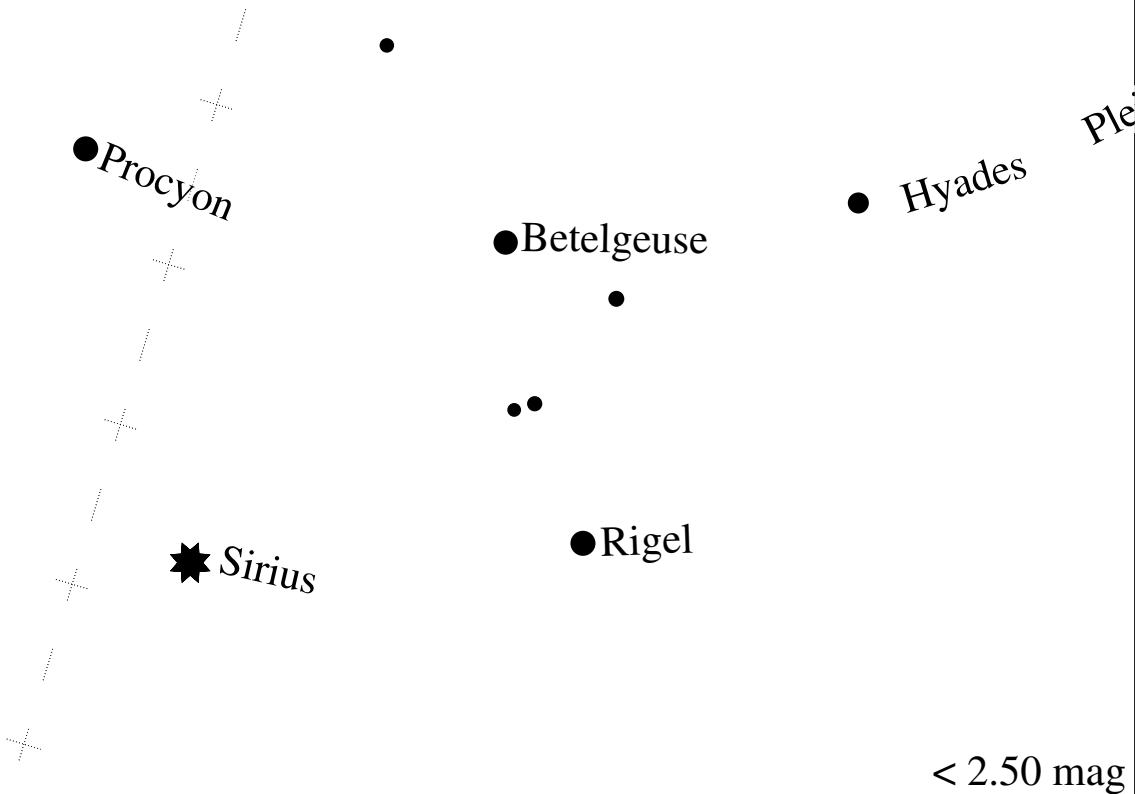 Procyon
Hyades
Betelgeuse
Rigel
Sirius
< 2.50 mag